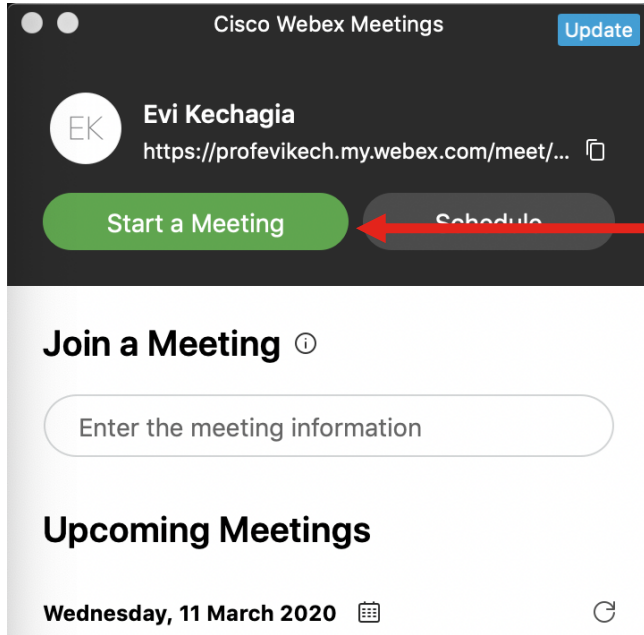 Cisco Webex Meetings
Update
EK
Evi Kechagia
https://profevikech.my.webex.com/meet/...
Start a Meeting
Schedule
Join a Meeting
Enter the meeting information
Upcoming Meetings
Wednesday, 11 March 2020